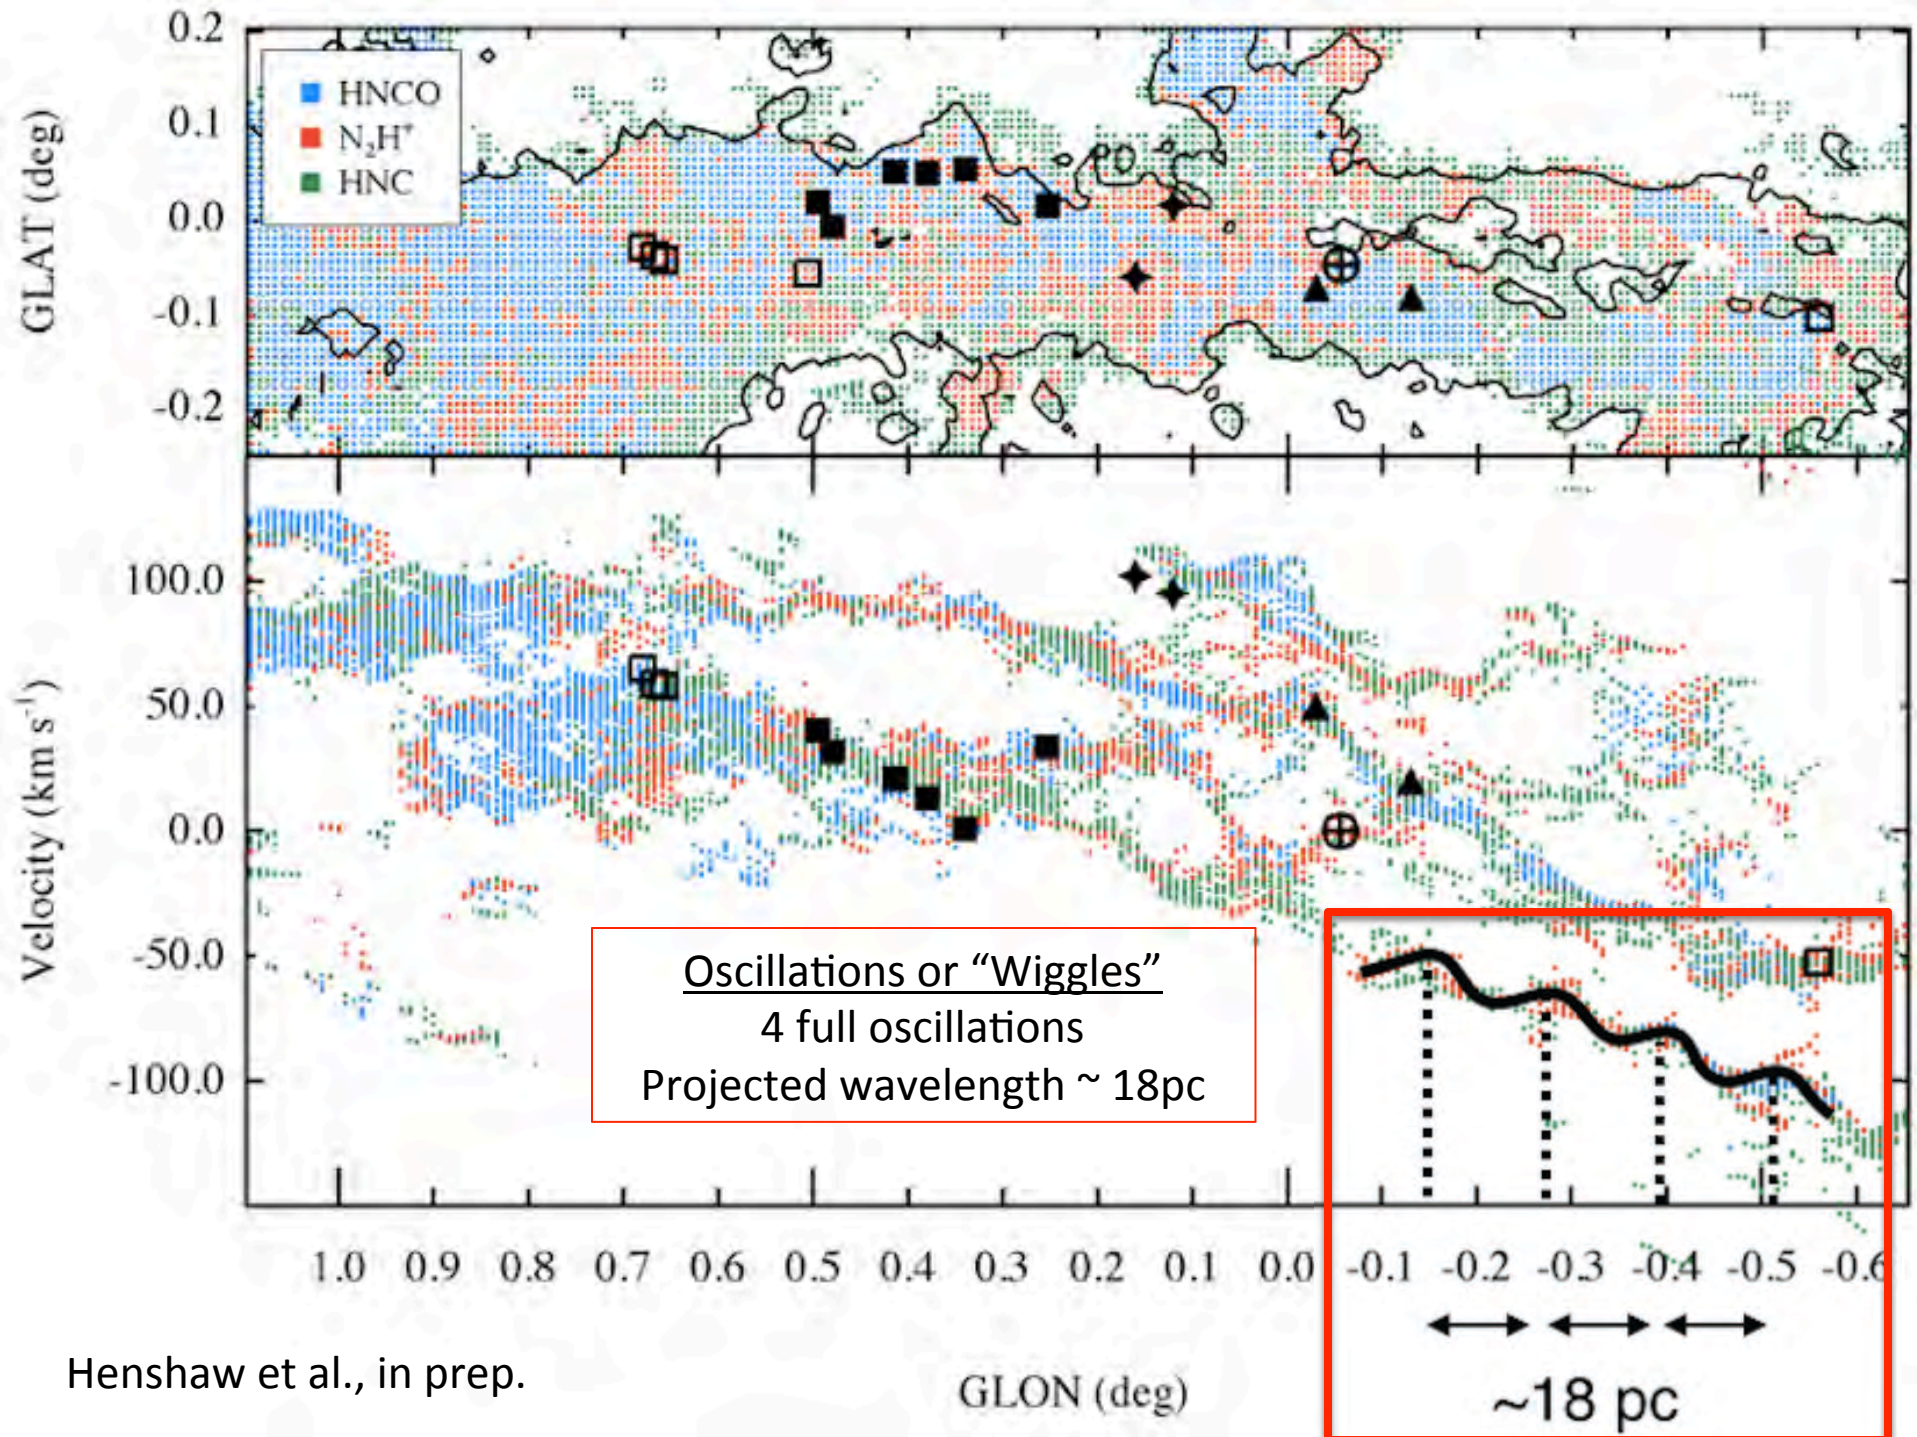 0.2
0.1
0.0
-0.1
-0.2
GLAT (deg)
HNCO
N₂H⁺
HNC
100.0
50.0
0.0
-50.0
-100.0
Velocity (km s⁻¹)
Oscillations or “Wiggles”
4 full oscillations
Projected wavelength ~ 18pc
1.0 0.9 0.8 0.7 0.6 0.5 0.4 0.3 0.2 0.1 0.0 -0.1 -0.2 -0.3 -0.4 -0.5 -0.6
Henshaw et al., in prep.
GLON (deg)
~18 pc